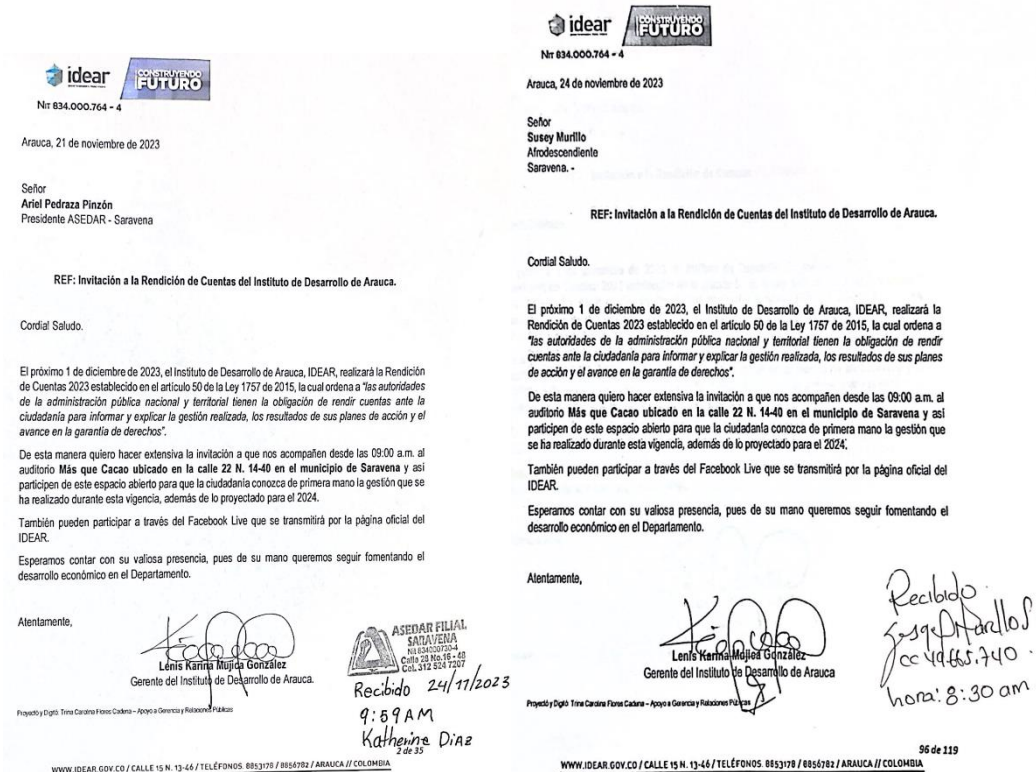 idear
CONSTRUYENDO
FUTURO
NIT 834.000.764 - 4
Arauca, 21 de noviembre de 2023
Señor
Ariel Pedraza Pinzón
Presidente ASEDAR - Saravena
REF: Invitación a la Rendición de Cuentas del Instituto de Desarrollo de Arauca.
Cordial Saludo.
El próximo 1 de diciembre de 2023, el Instituto de Desarrollo de Arauca, IDEAR, realizará la Rendición
de Cuentas 2023 establecido en el artículo 50 de la Ley 1757 de 2015, la cual ordena a "las autoridades
de la administración pública nacional y territorial tienen la obligación de rendir cuentas ante la
ciudadanía para informar y explicar la gestión realizada, los resultados de sus planes de acción y el
avance en la garantía de derechos".
De esta manera quiero hacer extensiva la invitación a que nos acompañen desde las 09:00 a.m. al
auditorio Más que Cacao ubicado en la calle 22 N. 14-40 en el municipio de Saravena y así
participen de este espacio abierto para que la ciudadanía conozca de primera mano la gestión que se
ha realizado durante esta vigencia, además de lo proyectado para el 2024.
También pueden participar a través del Facebook Live que se transmitirá por la página oficial del
IDEAR.
Esperamos contar con su valiosa presencia, pues de su mano queremos seguir fomentando el
desarrollo económico en el Departamento.
Atentamente,
Lenis Karina Mujica González
Gerente del Instituto de Desarrollo de Arauca.
ASEDAR FILIAL
SARAVENA
Nit 834000730-4
Calle 28 No.16 - 48
Cel. 312 524 7207
Recibido 24/11/2023
9:59 AM
Katherine Diaz
Proyectó y Digitó: Trina Carolina Flores Cadena – Apoyo a Gerencia y Relaciones Públicas
2 de 35
WWW.IDEAR.GOV.CO / CALLE 15 N. 13-46 / TELÉFONOS. 8853178 / 8856782 / ARAUCA // COLOMBIA
idear
CONSTRUYENDO
FUTURO
NIT 834.000.764 - 4
Arauca, 24 de noviembre de 2023
Señor
Susey Murillo
Afrodescendiente
Saravena. -
REF: Invitación a la Rendición de Cuentas del Instituto de Desarrollo de Arauca.
Cordial Saludo.
El próximo 1 de diciembre de 2023, el Instituto de Desarrollo de Arauca, IDEAR, realizará la
Rendición de Cuentas 2023 establecido en el artículo 50 de la Ley 1757 de 2015, la cual ordena a
"las autoridades de la administración pública nacional y territorial tienen la obligación de rendir
cuentas ante la ciudadanía para informar y explicar la gestión realizada, los resultados de sus planes
de acción y el avance en la garantía de derechos".
De esta manera quiero hacer extensiva la invitación a que nos acompañen desde las 09:00 a.m. al
auditorio Más que Cacao ubicado en la calle 22 N. 14-40 en el municipio de Saravena y así
participen de este espacio abierto para que la ciudadanía conozca de primera mano la gestión que
se ha realizado durante esta vigencia, además de lo proyectado para el 2024.
También pueden participar a través del Facebook Live que se transmitirá por la página oficial del
IDEAR.
Esperamos contar con su valiosa presencia, pues de su mano queremos seguir fomentando el
desarrollo económico en el Departamento.
Atentamente,
Lenis Karina Mujica González
Gerente del Instituto de Desarrollo de Arauca
Recibido
cc 49.665.740
hora: 8:30 am
Proyectó y Digitó: Trina Carolina Flores Cadena – Apoyo a Gerencia y Relaciones Públicas
96 de 119
WWW.IDEAR.GOV.CO / CALLE 15 N. 13-46 / TELÉFONOS. 8853178 / 8856782 / ARAUCA // COLOMBIA